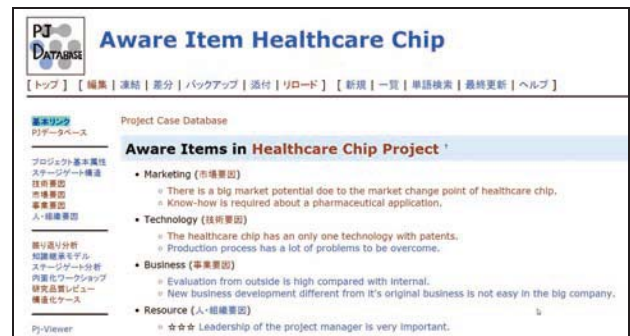 PJ
DATABASE
Aware Item Healthcare Chip
[ トップ ] [ 編集 | 凍結 | 差分 | バックアップ | 添付 | リロード ] [ 新規 | 一覧 | 単語検索 | 最終更新 | ヘルプ ]
基本リンク
PJデータベース
プロジェクト基本属性
ステージゲート構造
技術要因
市場要因
事業要因
人・組織要因
振り返り分析
知識継承モデル
ステージゲート分析
内面化ワークショップ
研究品質レビュー
構造化ケース
Pj-Viewer
Project Case Database
Aware Items in Healthcare Chip Project †
• Marketing (市場要因)
○ There is a big market potential doe to the market change point of healthcare chip.
○ Know-how is required about a pharmaceutical application.
• Technology (技術要因)
○ The healthcare chip has an only one technology with patents.
○ Production process has a lot of problems to be overcome.
• Business (事業要因)
○ Evaluation from outside is high compared with internal.
○ New business development different from it's original business is not easy in the big company.
• Resource (人・組織要因)
○ ☆☆☆ Leadership of the project manager is very important.